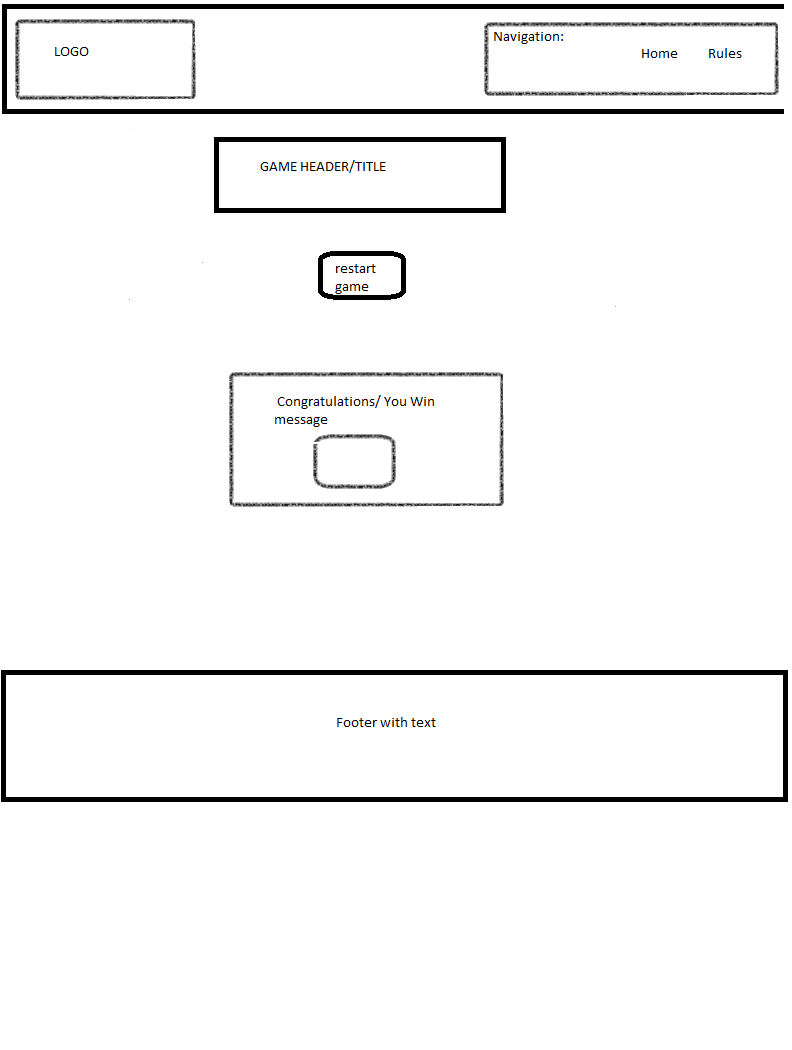 LOGO
Navigation:
Home Rules
GAME HEADER/TITLE
restart
game
Congratulations/ You Win
message
Footer with text